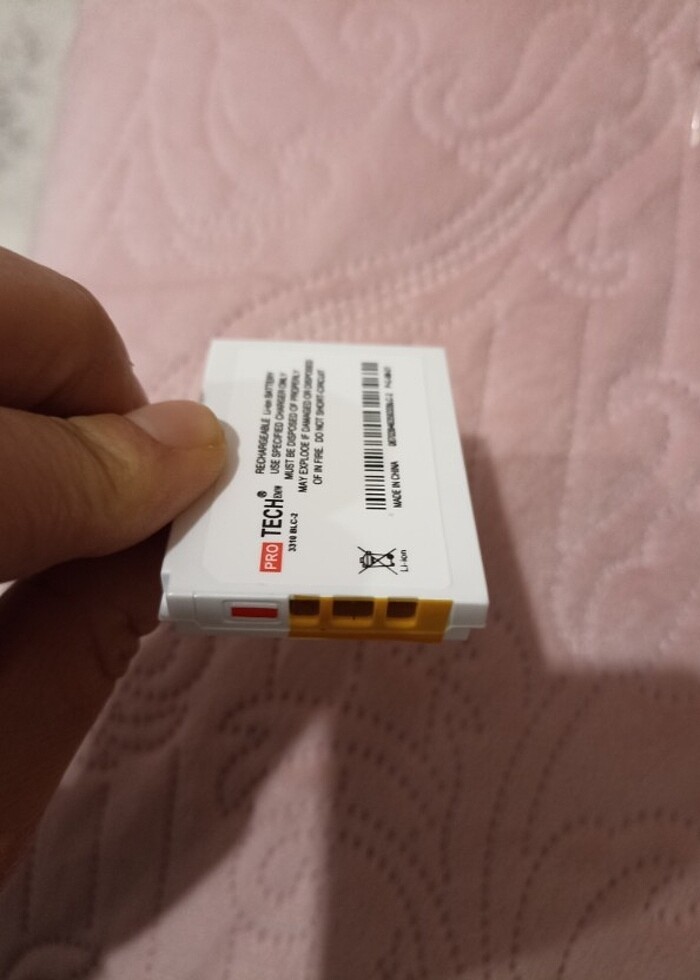 PRO TECH® EMW
3310 BLC-2
RECHARGEABLE Li-ion BATTERY
USE SPECIFIED CHARGER ONLY
MUST BE DISPOSED OF PROPERLY
MAY EXPLODE IF DAMAGED OR DISPOSED
OF IN FIRE. DO NOT SHORT-CIRCUIT
Li-ion
MADE IN CHINA